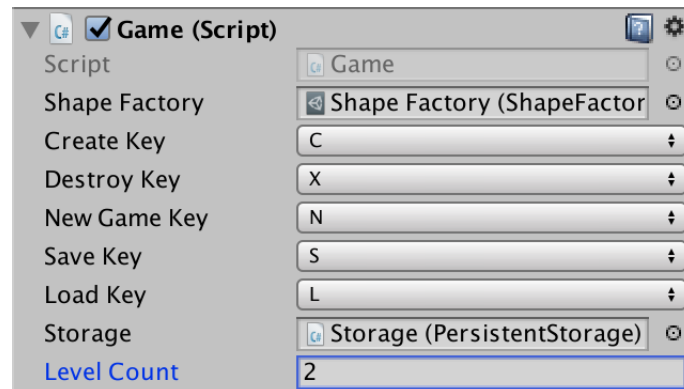 Game (Script)
Script Game
Shape Factory Shape Factory (ShapeFactor
Create Key C
Destroy Key X
New Game Key N
Save Key S
Load Key L
Storage Storage (PersistentStorage)
Level Count 2